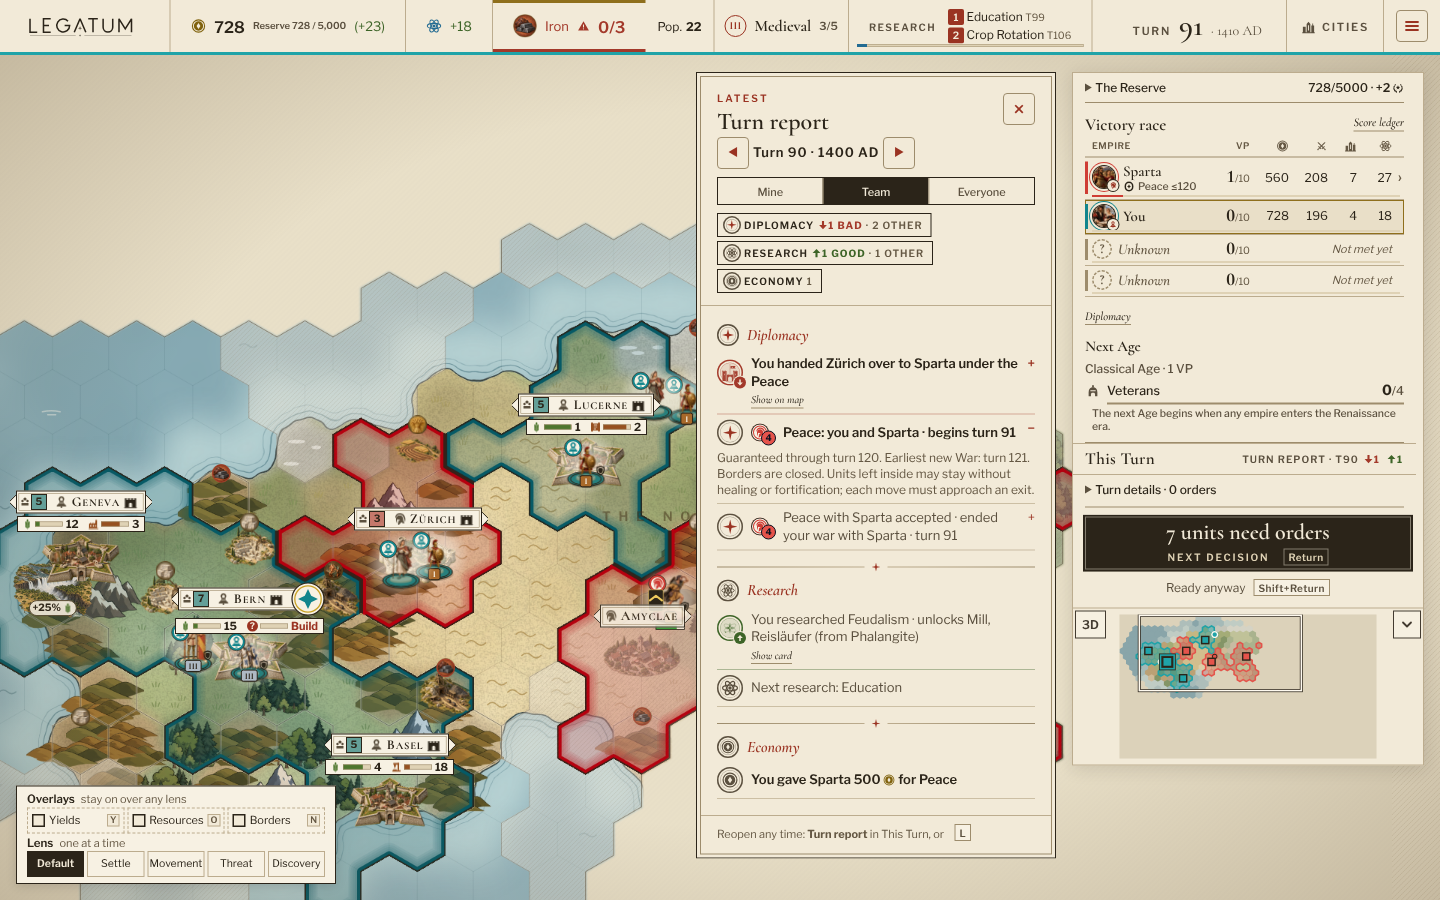 LEGATUM
728 Reserve 728 / 5,000 (+23)
+18
Iron 0/3
Pop. 22
III Medieval 3/5
RESEARCH
1 Education T99
2 Crop Rotation T106
TURN 91 · 1410 AD
CITIES
LATEST
Turn report
Turn 90 · 1400 AD
Mine Team Everyone
DIPLOMACY 1 BAD · 2 OTHER
RESEARCH 1 GOOD · 1 OTHER
ECONOMY 1
Diplomacy
You handed Zürich over to Sparta under the Peace +
Show on map
4 Peace: you and Sparta · begins turn 91 −
Guaranteed through turn 120. Earliest new War: turn 121.
Borders are closed. Units left inside may stay without
healing or fortification; each move must approach an exit.
4 Peace with Sparta accepted · ended +
your war with Sparta · turn 91
Research
You researched Feudalism · unlocks Mill,
Reisläufer (from Phalangite)
Show card
Next research: Education
Economy
You gave Sparta 500 for Peace
Reopen any time: Turn report in This Turn, or L
The Reserve 728/5000 · +2
Victory race Score ledger
EMPIRE VP
Sparta 1/10 560 208 7 27 ›
Peace ≤120
You 0/10 728 196 4 18
? Unknown 0/10 Not met yet
? Unknown 0/10 Not met yet
Diplomacy
Next Age
Classical Age · 1 VP
Veterans 0/4
The next Age begins when any empire enters the Renaissance
era.
This Turn TURN REPORT · T90 1 1
Turn details · 0 orders
7 units need orders
NEXT DECISION Return
Ready anyway Shift+Return
3D
5 LUCERNE
1 2
I
I
5 GENEVA
12 3
3 ZÜRICH
I
THE NO
+25%
7 BERN
15 ? Build
III
III
AMYCLAE
5 BASEL
4 18
Overlays stay on over any lens
Yields Y Resources O Borders N
Lens one at a time
Default Settle Movement Threat Discovery